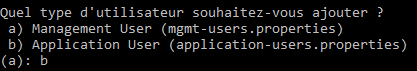 Quel type d'utilisateur souhaitez-vous ajouter ?
a) Management User (mgmt-users.properties)
b) Application User (application-users.properties)
(a): b